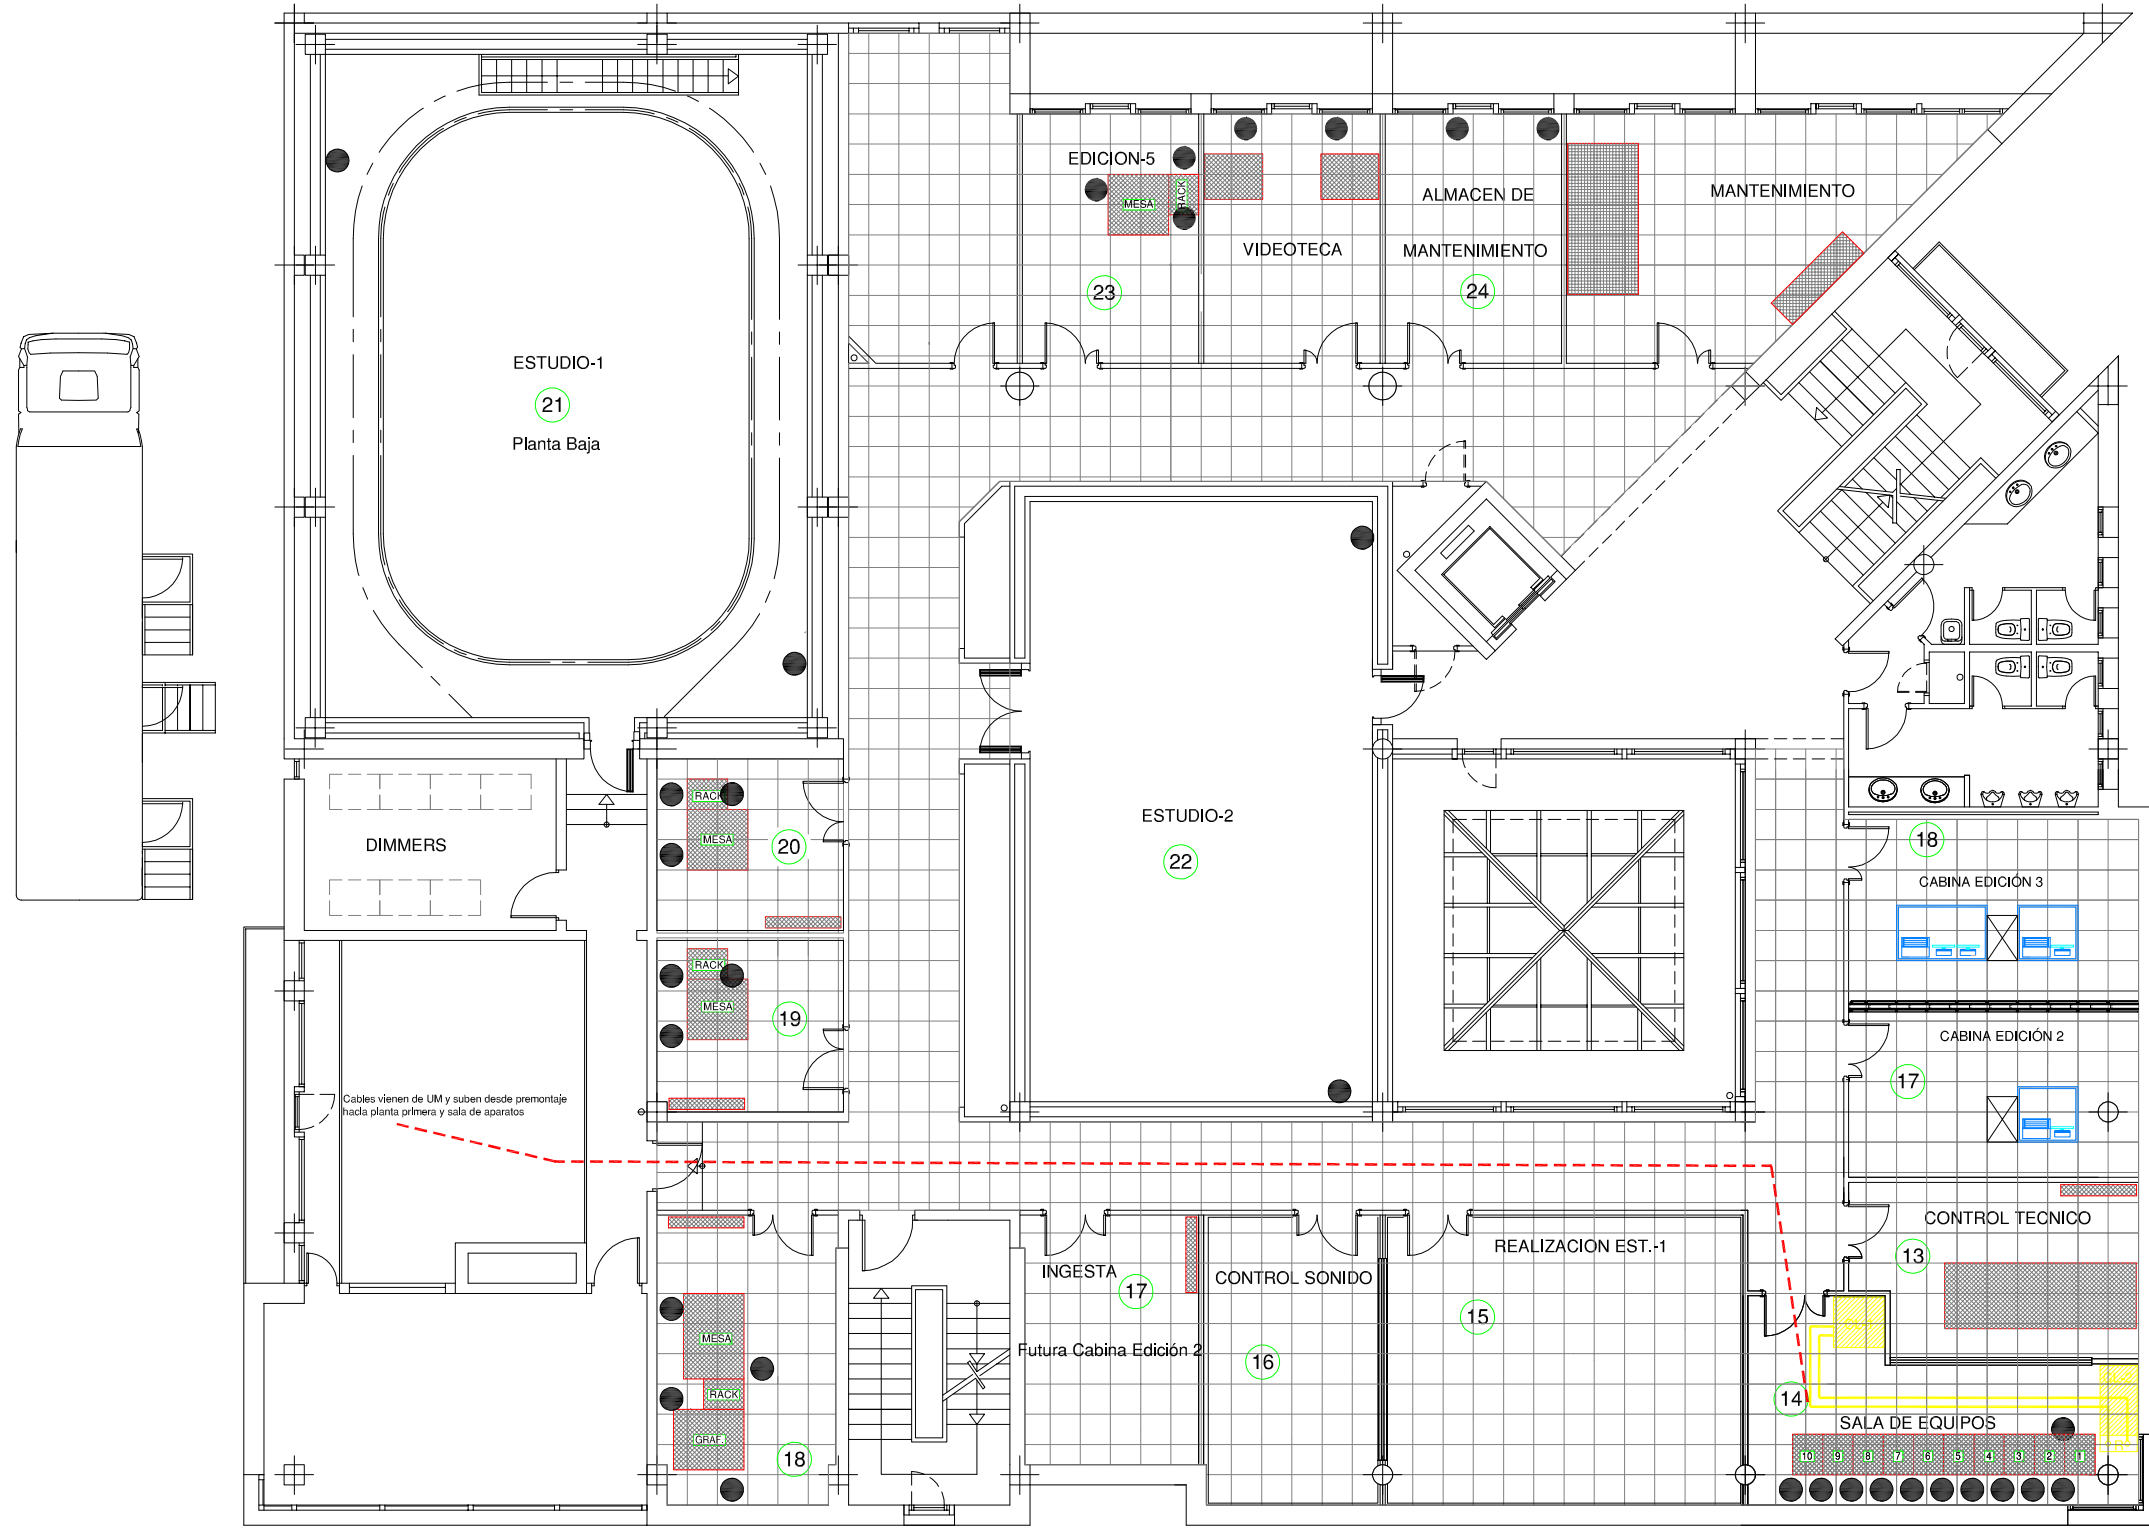 EDICION-5
MESA
RACK
VIDEOTECA
23
ALMACEN DE
MANTENIMIENTO
24
MANTENIMIENTO
ESTUDIO-1
21
Planta Baja
DIMMERS
RACK
MESA
20
RACK
MESA
19
ESTUDIO-2
22
18
CABINA EDICIÓN 3
CABINA EDICIÓN 2
17
Cables vienen de UM y suben desde premontaje
hacia planta primera y sala de aparatos
CONTROL TECNICO
13
MESA
RACK
GRAF.
18
INGESTA
17
Futura Cabina Edición 2
CONTROL SONIDO
16
REALIZACION EST.-1
15
14
SALA DE EQUIPOS
10 9 8 7 6 5 4 3 2 1